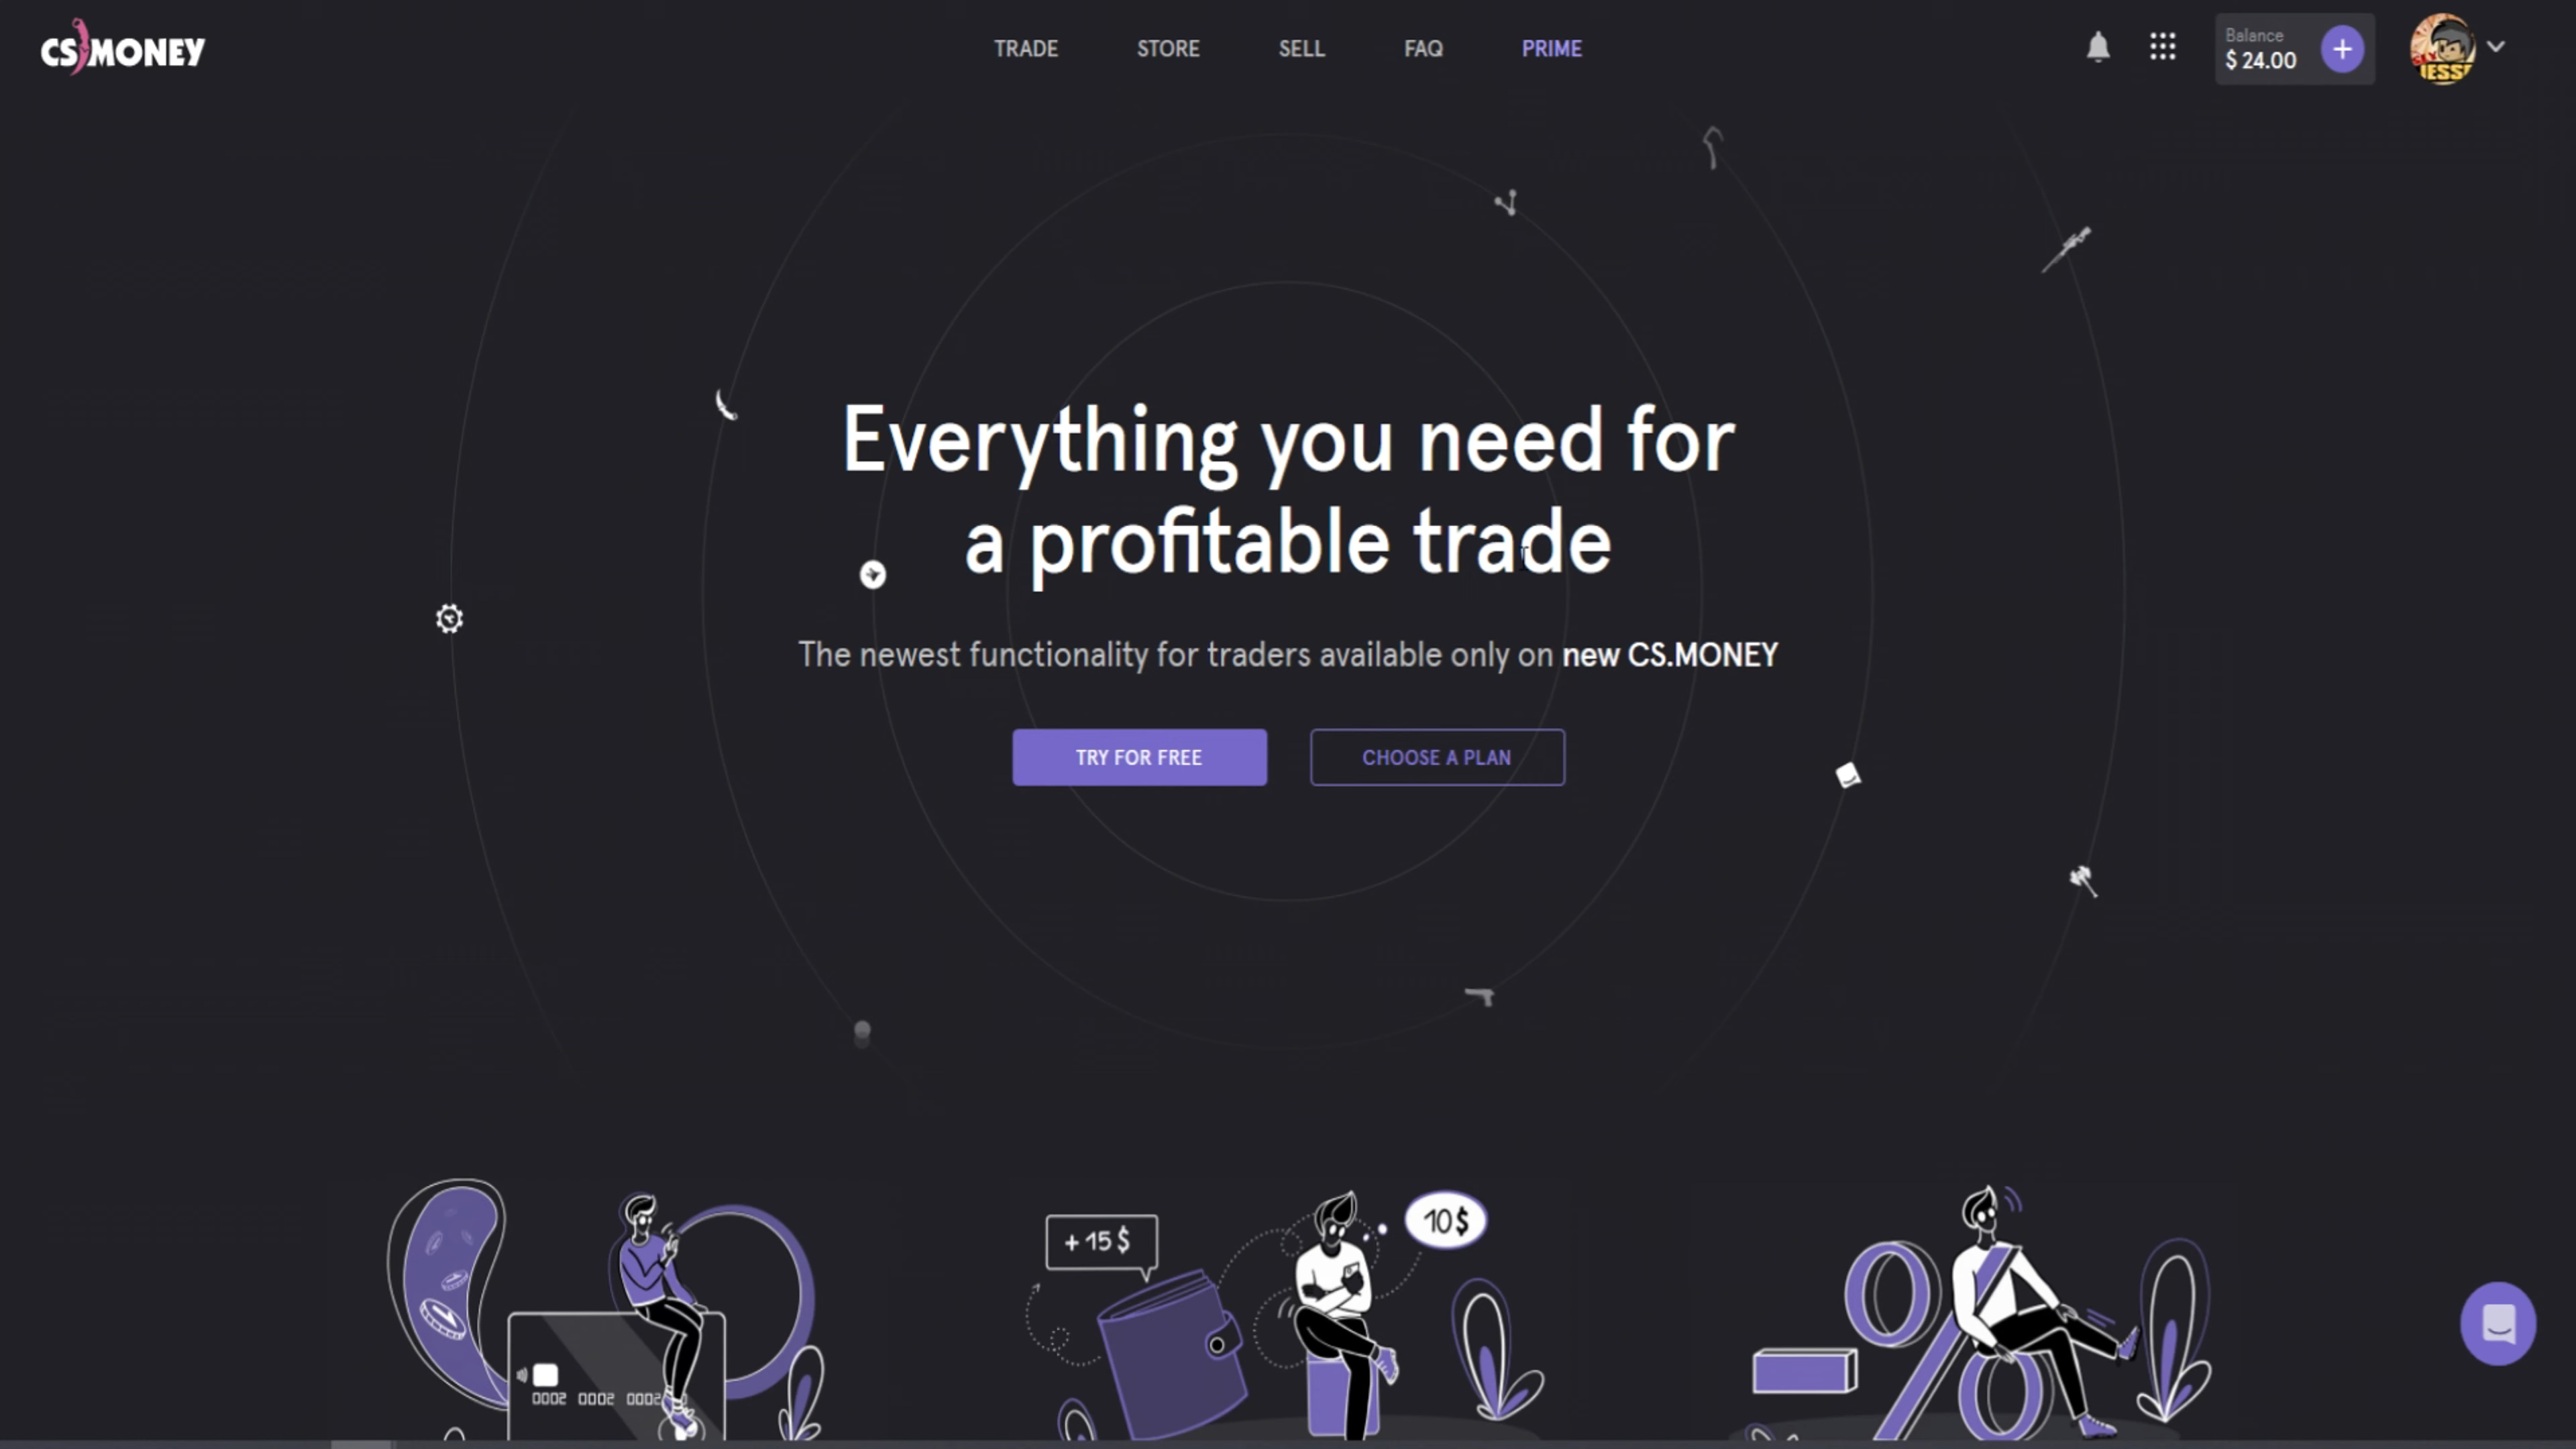 CS MONEY
TRADE
STORE
SELL
FAQ
PRIME
Balance
$ 24.00
IESS
Everything you need for
a profitable trade
The newest functionality for traders available only on new CS.MONEY
TRY FOR FREE
CHOOSE A PLAN
+ 15 $
10 $
0002 0002 0002